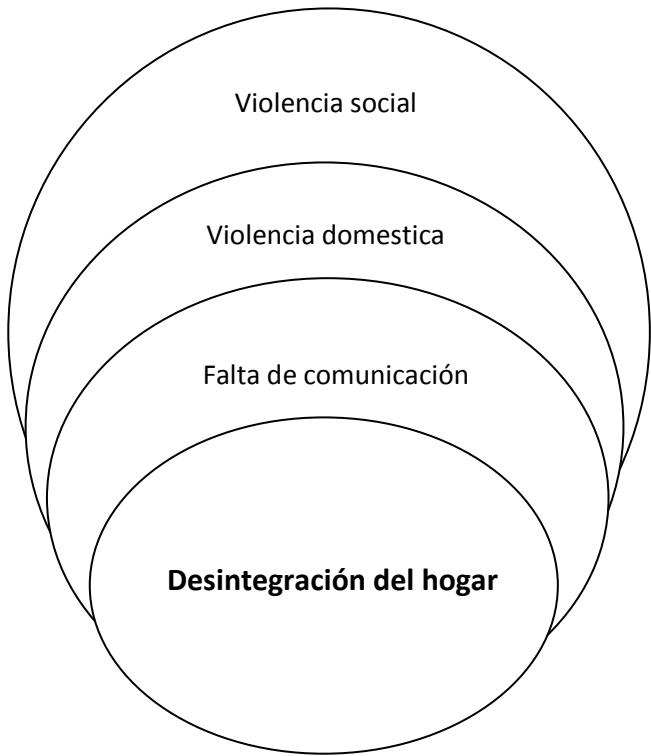 Violencia social
Violencia domestica
Falta de comunicación
Desintegración del hogar